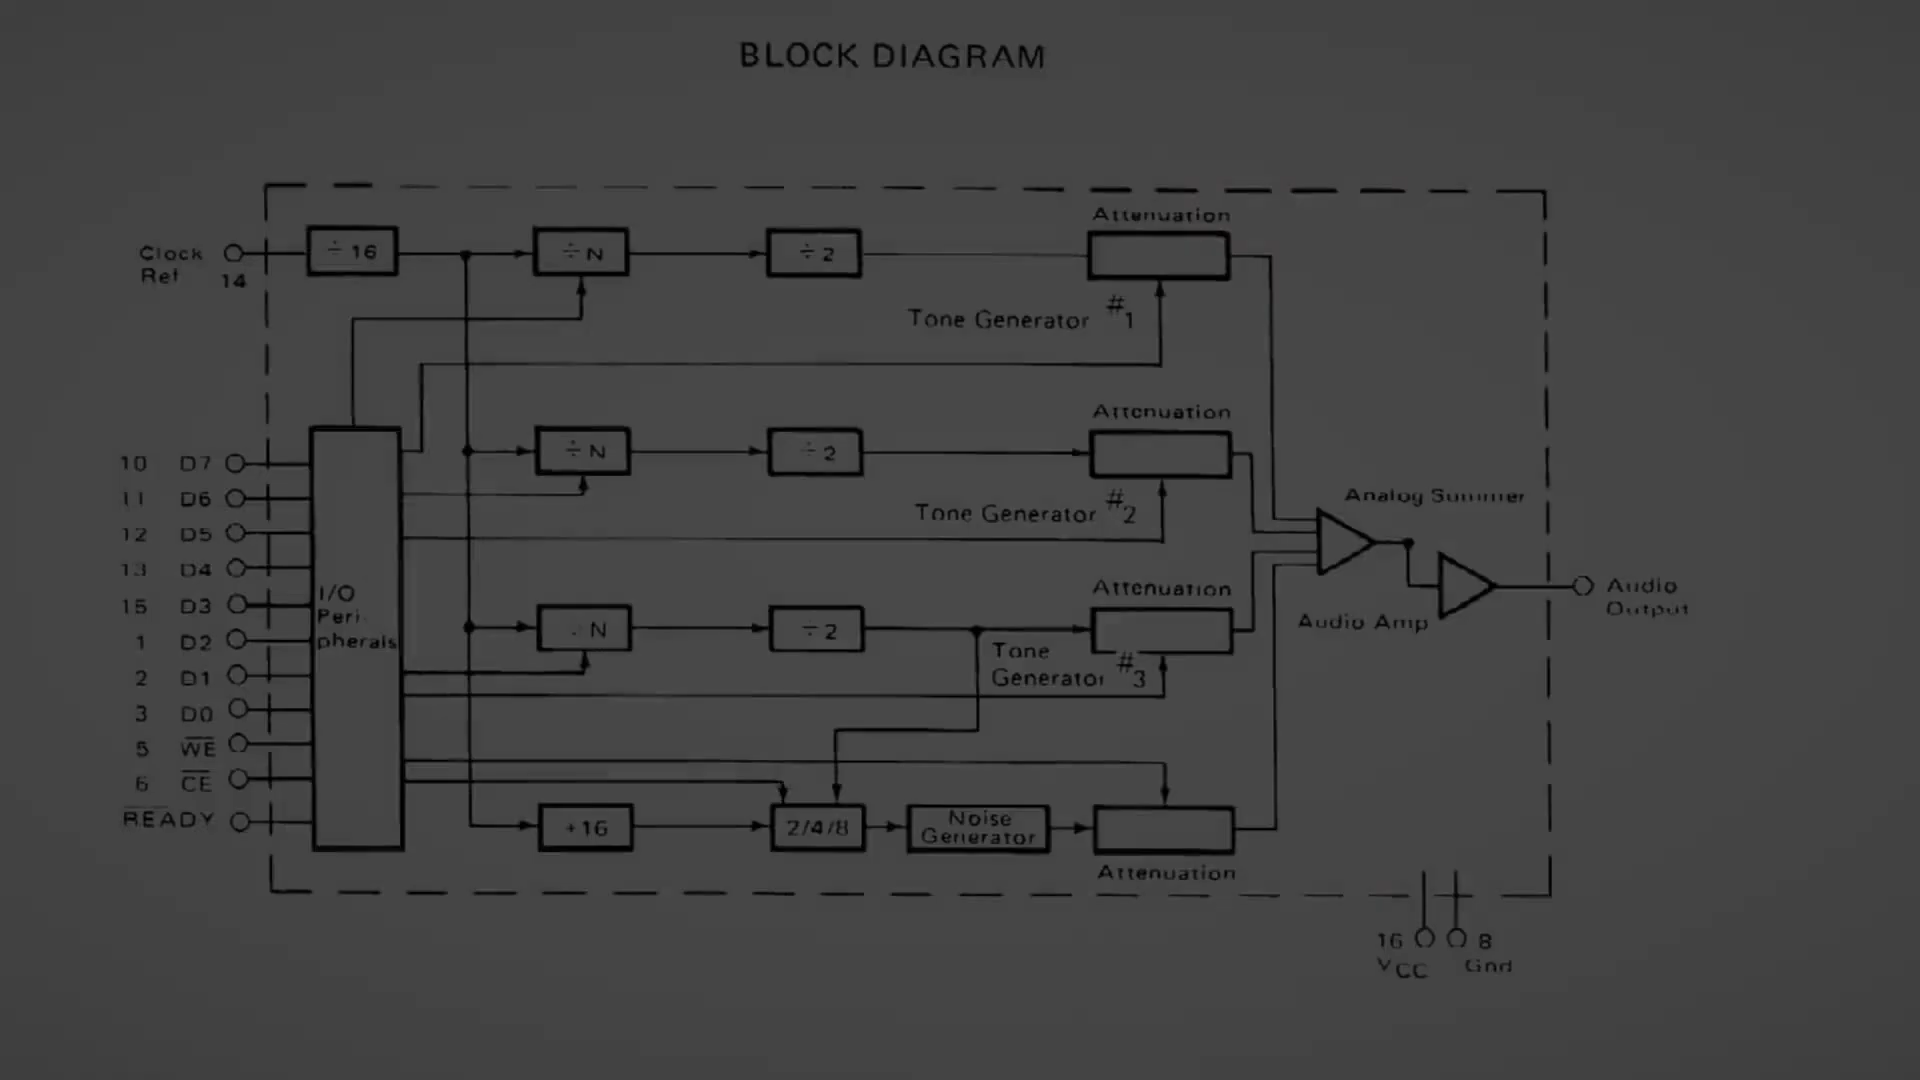 BLOCK DIAGRAM
Attenuation
Clock
Ref 14
÷ 16
÷ N
÷ 2
Tone Generator #1
Attenuation
÷ N
÷ 2
Tone Generator #2
10 D7
11 D6
12 D5
13 D4
15 D3
1 D2
2 D1
3 D0
5 WE
6 CE
READY
I/O
Peri-
pherals
Analog Summer
Attenuation
N
÷ 2
Tone
Generator #3
Audio Amp
Audio
Output
+16
2/4/8
Noise
Generator
Attenuation
16 8
VCC Gnd